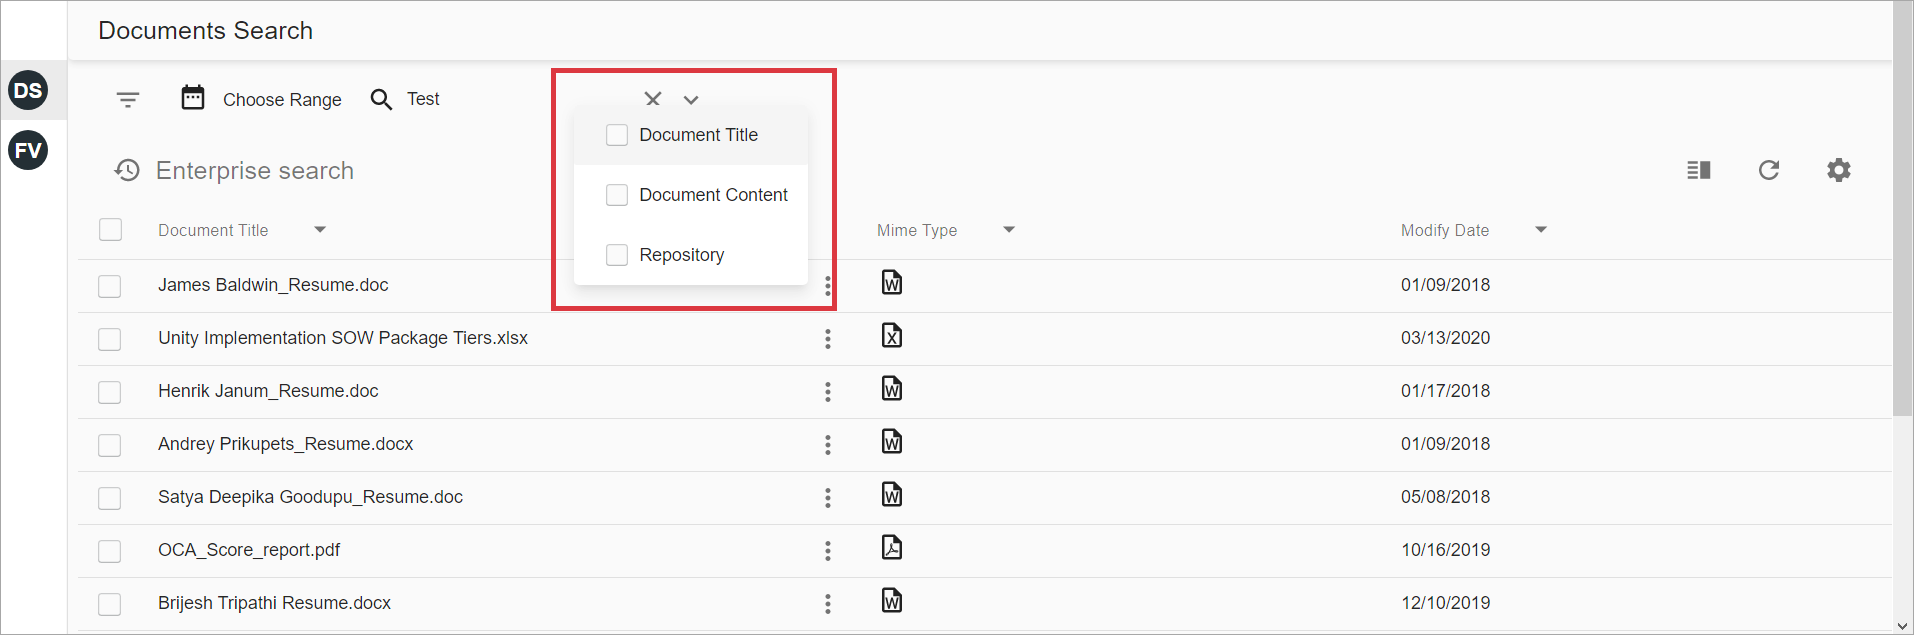 Documents Search
DS
FV
Choose Range
Test
Document Title
Document Content
Repository
Enterprise search
Document Title
Mime Type
Modify Date
James Baldwin_Resume.doc
W
01/09/2018
Unity Implementation SOW Package Tiers.xlsx
X
03/13/2020
Henrik Janum_Resume.doc
W
01/17/2018
Andrey Prikupets_Resume.docx
W
01/09/2018
Satya Deepika Goodupu_Resume.doc
W
05/08/2018
OCA_Score_report.pdf
10/16/2019
Brijesh Tripathi Resume.docx
W
12/10/2019